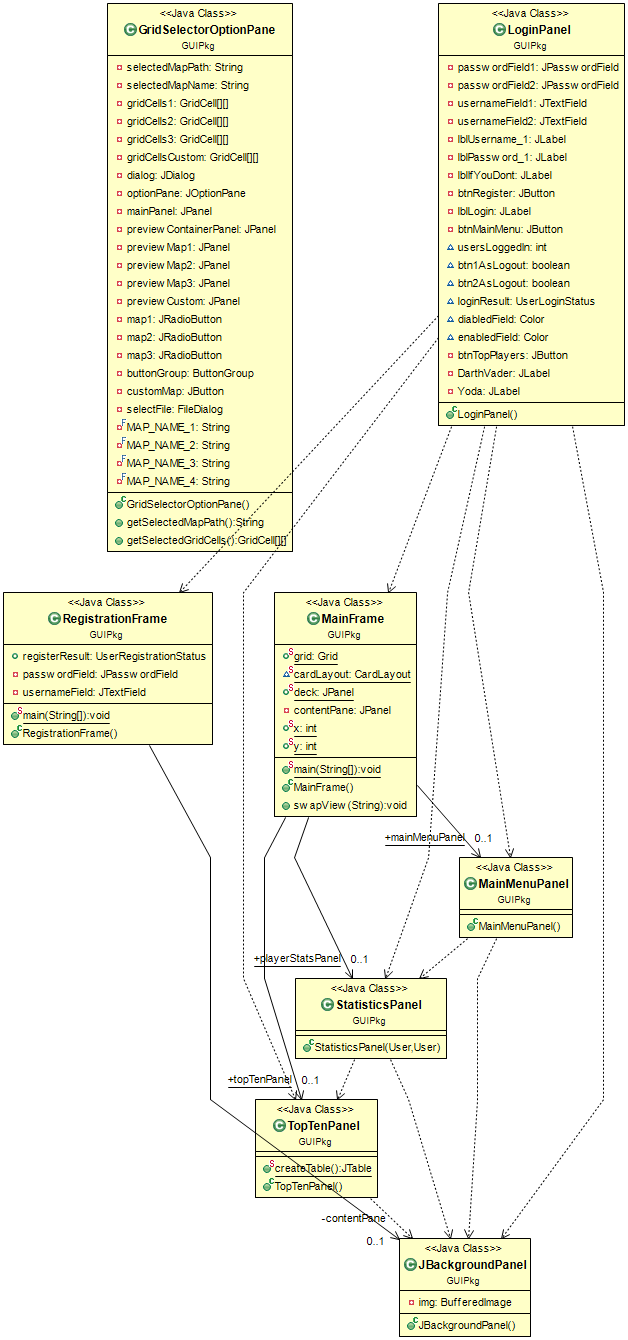 <<Java Class>>
GridSelectorOptionPane
GUIPkg
selectedMapPath: String
selectedMapName: String
gridCells1: GridCell[][]
gridCells2: GridCell[][]
gridCells3: GridCell[][]
gridCellsCustom: GridCell[][]
dialog: JDialog
optionPane: JOptionPane
mainPanel: JPanel
previewContainerPanel: JPanel
previewMap1: JPanel
previewMap2: JPanel
previewMap3: JPanel
previewCustom: JPanel
map1: JRadioButton
map2: JRadioButton
map3: JRadioButton
buttonGroup: ButtonGroup
customMap: JButton
selectFile: FileDialog
MAP_NAME_1: String
MAP_NAME_2: String
MAP_NAME_3: String
MAP_NAME_4: String
GridSelectorOptionPane()
getSelectedMapPath():String
getSelectedGridCells():GridCell[][]
<<Java Class>>
LoginPanel
GUIPkg
passwordField1: JPasswordField
passwordField2: JPasswordField
usernameField1: JTextField
usernameField2: JTextField
lblUsername_1: JLabel
lblPassword_1: JLabel
lblIfYouDont: JLabel
btnRegister: JButton
lblLogin: JLabel
btnMainMenu: JButton
usersLoggedIn: int
btn1AsLogout: boolean
btn2AsLogout: boolean
loginResult: UserLoginStatus
diabledField: Color
enabledField: Color
btnTopPlayers: JButton
DarthVader: JLabel
Yoda: JLabel
LoginPanel()
<<Java Class>>
RegistrationFrame
GUIPkg
registerResult: UserRegistrationStatus
passwordField: JPasswordField
usernameField: JTextField
main(String[]):void
RegistrationFrame()
<<Java Class>>
MainFrame
GUIPkg
grid: Grid
cardLayout: CardLayout
deck: JPanel
contentPane: JPanel
x: int
y: int
main(String[]):void
MainFrame()
swapView(String):void
+mainMenuPanel 0..1
<<Java Class>>
MainMenuPanel
GUIPkg
MainMenuPanel()
+playerStatsPanel 0..1
<<Java Class>>
StatisticsPanel
GUIPkg
StatisticsPanel(User,User)
+topTenPanel 0..1
<<Java Class>>
TopTenPanel
GUIPkg
createTable():JTable
TopTenPanel()
-contentPane
0..1
<<Java Class>>
JBackgroundPanel
GUIPkg
img: BufferedImage
JBackgroundPanel()